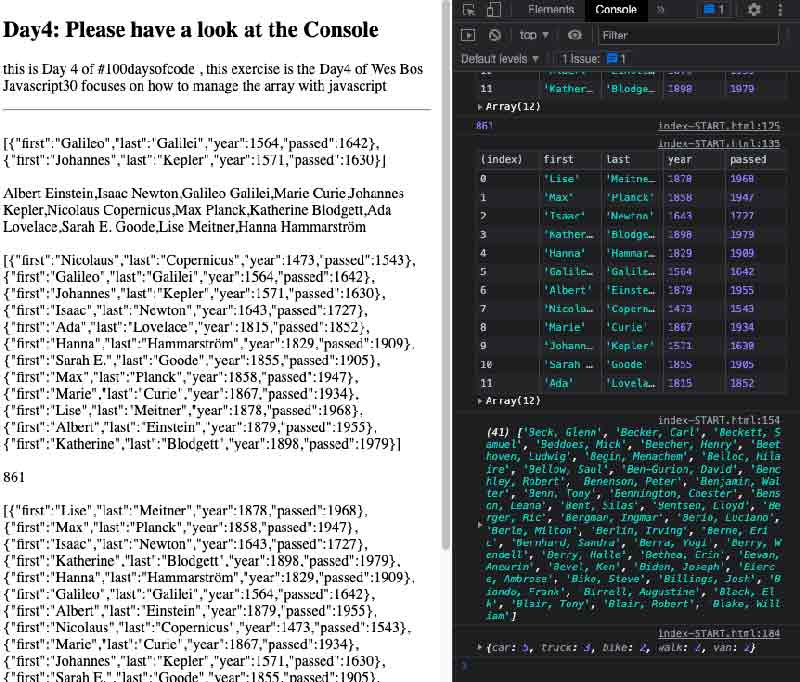 Day4: Please have a look at the Console
this is Day 4 of #100daysofcode , this exercise is the Day4 of Wes Bos
Javascript30 focuses on how to manage the array with javascript
[{"first":"Galileo","last":"Galilei","year":1564,"passed":1642},
{"first":"Johannes","last":"Kepler","year":1571,"passed":1630}]
Albert Einstein,Isaac Newton,Galileo Galilei,Marie Curie,Johannes
Kepler,Nicolaus Copernicus,Max Planck,Katherine Blodgett,Ada
Lovelace,Sarah E. Goode,Lise Meitner,Hanna Hammarström
[{"first":"Nicolaus","last":"Copernicus","year":1473,"passed":1543},
{"first":"Galileo","last":"Galilei","year":1564,"passed":1642},
{"first":"Johannes","last":"Kepler","year":1571,"passed":1630},
{"first":"Isaac","last":"Newton","year":1643,"passed":1727},
{"first":"Ada","last":"Lovelace","year":1815,"passed":1852},
{"first":"Hanna","last":"Hammarström","year":1829,"passed":1909},
{"first":"Sarah E.","last":"Goode","year":1855,"passed":1905},
{"first":"Max","last":"Planck","year":1858,"passed":1947},
{"first":"Marie","last":"Curie","year":1867,"passed":1934},
{"first":"Lise","last":"Meitner","year":1878,"passed":1968},
{"first":"Albert","last":"Einstein","year":1879,"passed":1955},
{"first":"Katherine","last":"Blodgett","year":1898,"passed":1979}]
861
[{"first":"Lise","last":"Meitner","year":1878,"passed":1968},
{"first":"Max","last":"Planck","year":1858,"passed":1947},
{"first":"Isaac","last":"Newton","year":1643,"passed":1727},
{"first":"Katherine","last":"Blodgett","year":1898,"passed":1979},
{"first":"Hanna","last":"Hammarström","year":1829,"passed":1909},
{"first":"Galileo","last":"Galilei","year":1564,"passed":1642},
{"first":"Albert","last":"Einstein","year":1879,"passed":1955},
{"first":"Nicolaus","last":"Copernicus","year":1473,"passed":1543},
{"first":"Marie","last":"Curie","year":1867,"passed":1934},
{"first":"Johannes","last":"Kepler","year":1571,"passed":1630},
{"first":"Sarah E.","last":"Goode","year":1855,"passed":1905},
Elements Console » 1
top Filter
Default levels 1 Issue: 1
11 'Kather… 'Blodge… 1898 1979
Array(12)
861 index-START.html:125
index-START.html:135
(index) first last year passed
0 'Lise' 'Meitne… 1878 1968
1 'Max' 'Planck' 1858 1947
2 'Isaac' 'Newton' 1643 1727
3 'Kather… 'Blodge… 1898 1979
4 'Hanna' 'Hammar… 1829 1909
5 'Galile… 'Galile… 1564 1642
6 'Albert' 'Einste… 1879 1955
7 'Nicola… 'Copern… 1473 1543
8 'Marie' 'Curie' 1867 1934
9 'Johann… 'Kepler' 1571 1630
10 'Sarah … 'Goode' 1855 1905
11 'Ada' 'Lovela… 1815 1852
Array(12)
index-START.html:154
(41) ['Beck, Glenn', 'Becker, Carl', 'Beckett, S
amuel', 'Beddoes, Mick', 'Beecher, Henry', 'Beet
hoven, Ludwig', 'Begin, Menachem', 'Belloc, Hila
ire', 'Bellow, Saul', 'Ben-Gurion, David', 'Benc
hley, Robert', 'Benenson, Peter', 'Benjamin, Wal
ter', 'Benn, Tony', 'Bennington, Chester', 'Bens
on, Leana', 'Bent, Silas', 'Bentsen, Lloyd', 'Be
rger, Ric', 'Bergman, Ingmar', 'Berio, Luciano',
'Berle, Milton', 'Berlin, Irving', 'Berne, Eri
c', 'Bernhard, Sandra', 'Berra, Yogi', 'Berry, W
endell', 'Berry, Halle', 'Bethea, Erin', 'Bevan,
Aneurin', 'Bevel, Ken', 'Biden, Joseph', 'Bierc
e, Ambrose', 'Biko, Steve', 'Billings, Josh', 'B
iondo, Frank', 'Birrell, Augustine', 'Black, El
k', 'Blair, Tony', 'Blair, Robert', 'Blake, Will
iam']
index-START.html:184
{car: 5, truck: 3, bike: 2, walk: 2, van: 2}